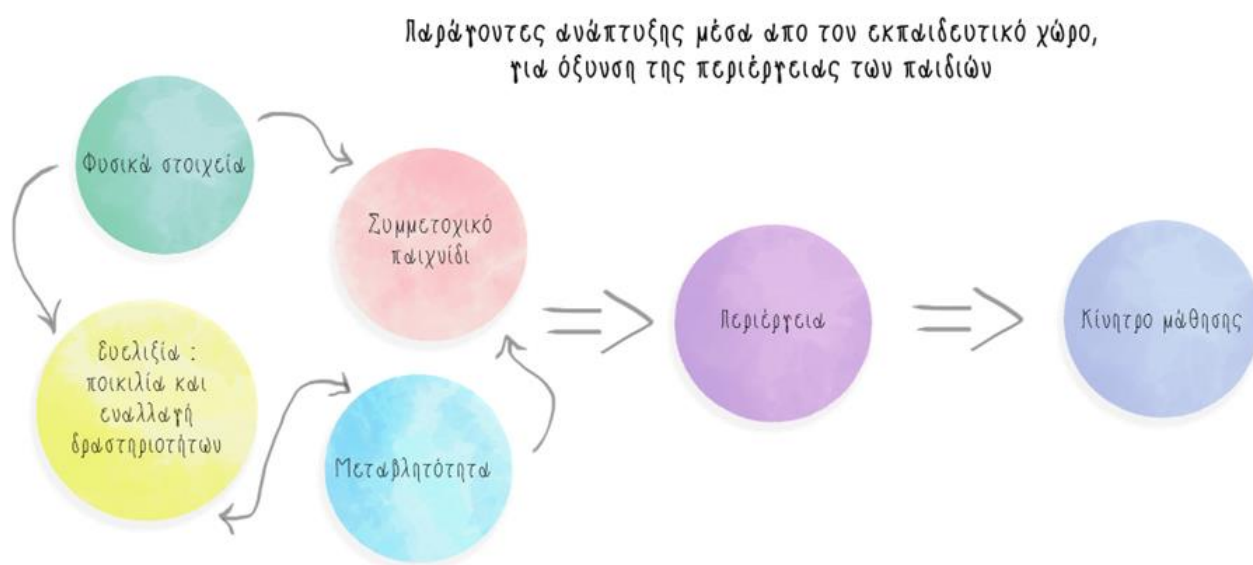 Παράγοντες ανάπτυξης μέσα απο τον εκπαιδευτικό χώρο,
για όξυνση της περιέργειας των παιδιών
Φυσικά στοιχεία
Συμμετοχικό
παιχνίδι
Ευελιξία :
ποικιλία και
εναλλαγή
δραστηριοτήτων
Μεταβλητότητα
Περιέργεια
Κίνητρο μάθησης